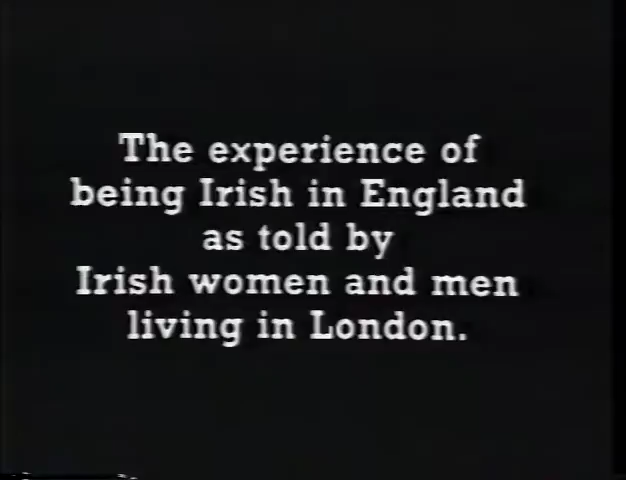 The experience of
being Irish in England
as told by
Irish women and men
living in London.